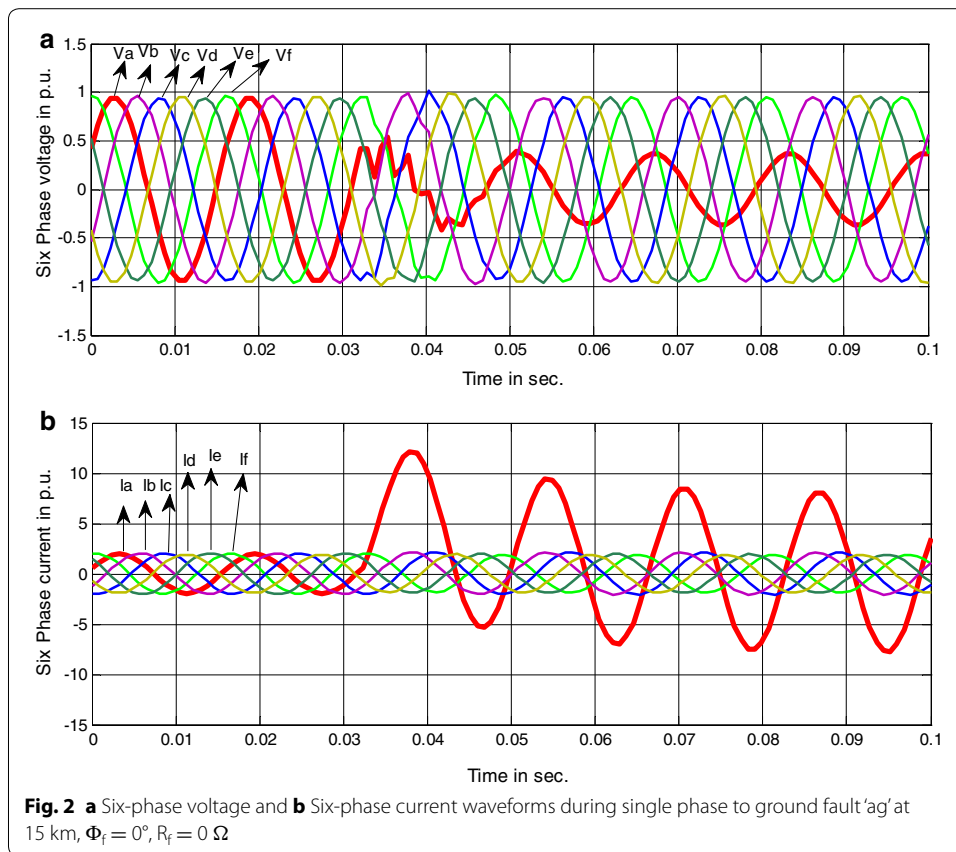 a
1.5
Va Vb Vc Vd Ve Vf
1
0.5
0
-0.5
-1
-1.5
Six Phase voltage in p.u.
0 0.01 0.02 0.03 0.04 0.05 0.06 0.07 0.08 0.09 0.1
Time in sec.
b
15
10
5
0
-5
-10
-15
Ia Ib Ic Id Ie If
Six Phase current in p.u.
0 0.01 0.02 0.03 0.04 0.05 0.06 0.07 0.08 0.09 0.1
Time in sec.
Fig. 2 a Six-phase voltage and b Six-phase current waveforms during single phase to ground fault ‘ag’ at
15 km, Φf = 0°, Rf = 0 Ω